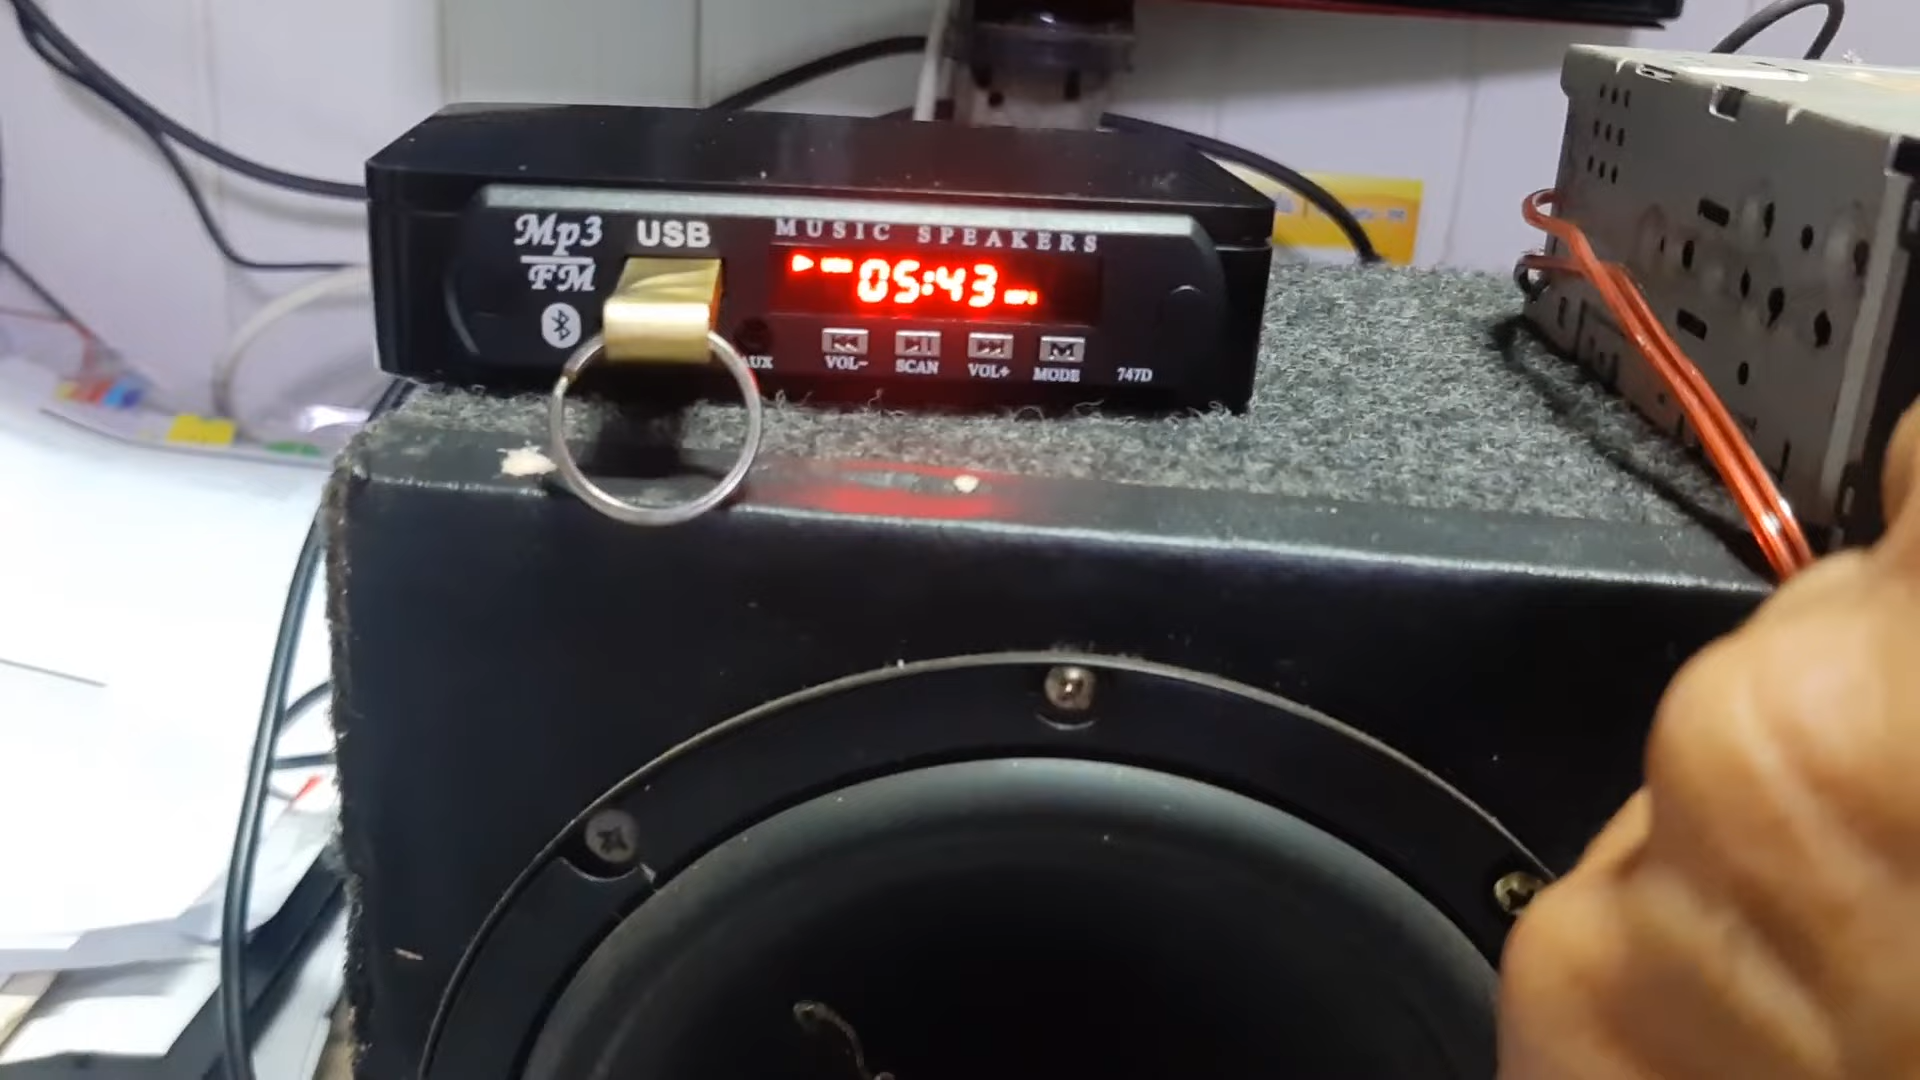 Mp3
FM
USB
MUSIC SPEAKERS
05:43
AUX
VOL-
SCAN
VOL+
M
MODE
747D